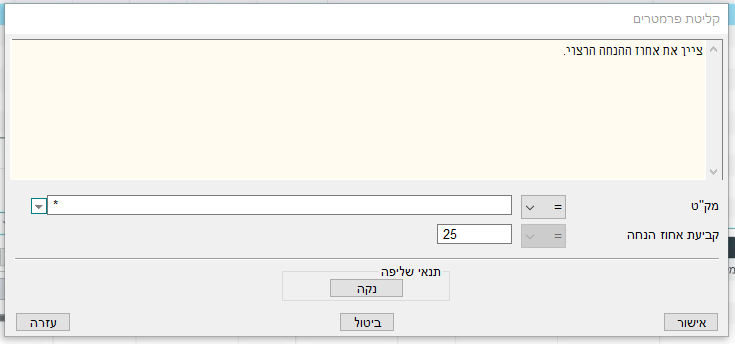 קליטת פרמטרים
ציין את אחוז ההנחה הרצוי.
מק"ט = *
קביעת אחוז הנחה = 25
תנאי שליפה
נקה
אישור ביטול עזרה